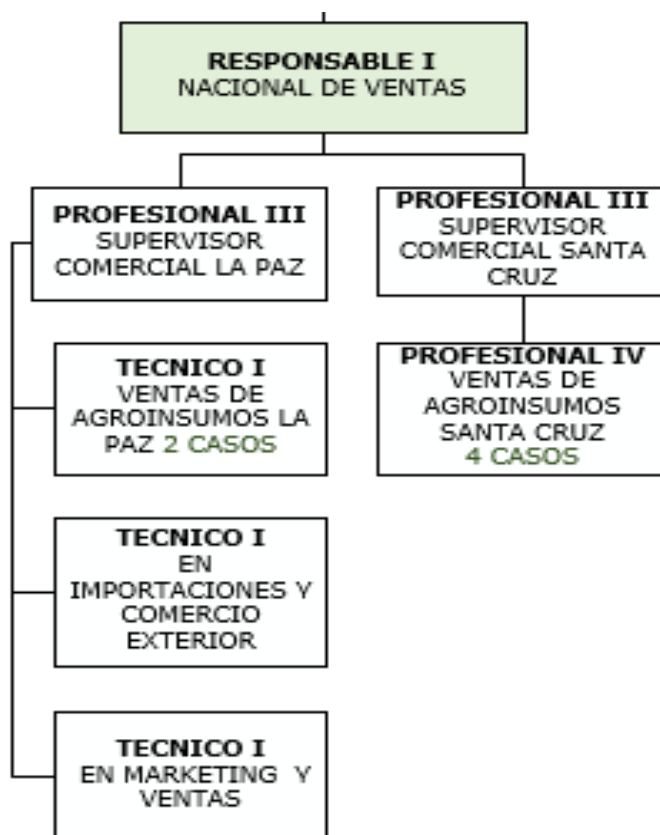 RESPONSABLE I
NACIONAL DE VENTAS
PROFESIONAL III
SUPERVISOR
COMERCIAL LA PAZ
PROFESIONAL III
SUPERVISOR
COMERCIAL SANTA
CRUZ
TECNICO I
VENTAS DE
AGROINSUMOS LA
PAZ 2 CASOS
PROFESIONAL IV
VENTAS DE
AGROINSUMOS
SANTA CRUZ
4 CASOS
TECNICO I
EN
IMPORTACIONES Y
COMERCIO
EXTERIOR
TECNICO I
EN MARKETING Y
VENTAS